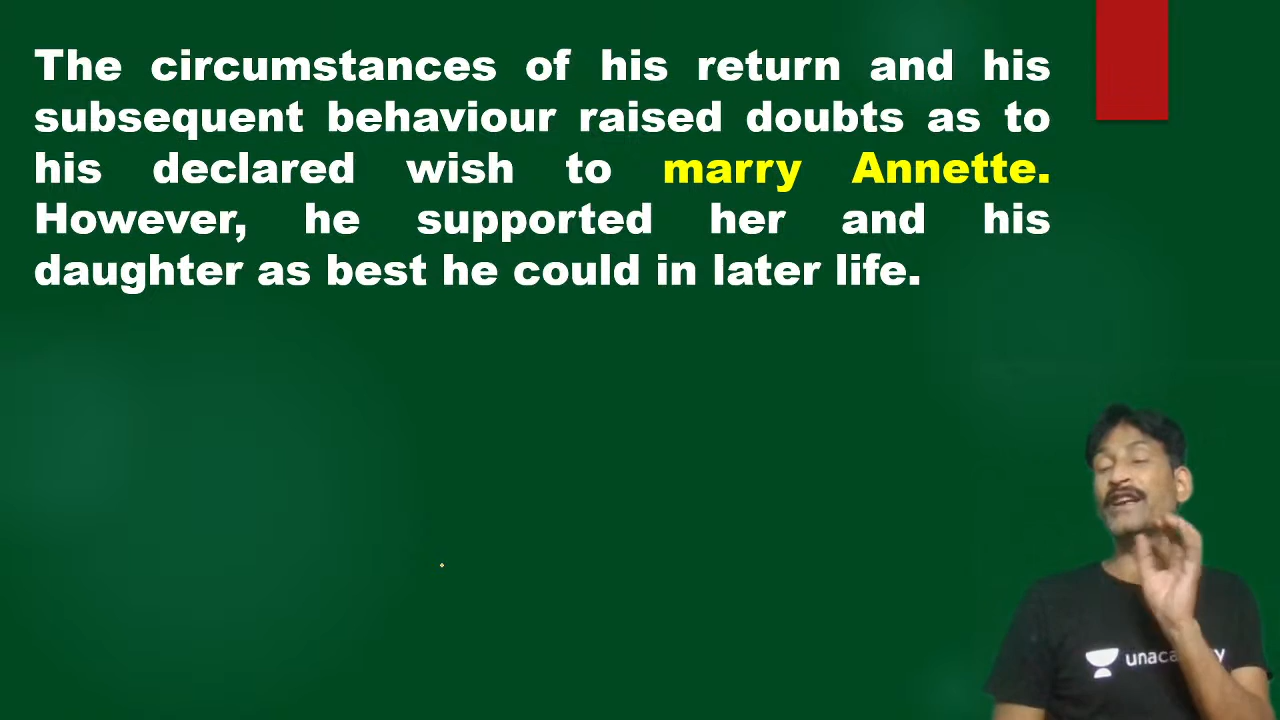 The circumstances of his return and his
subsequent behaviour raised doubts as to
his declared wish to marry Annette.
However, he supported her and his
daughter as best he could in later life.